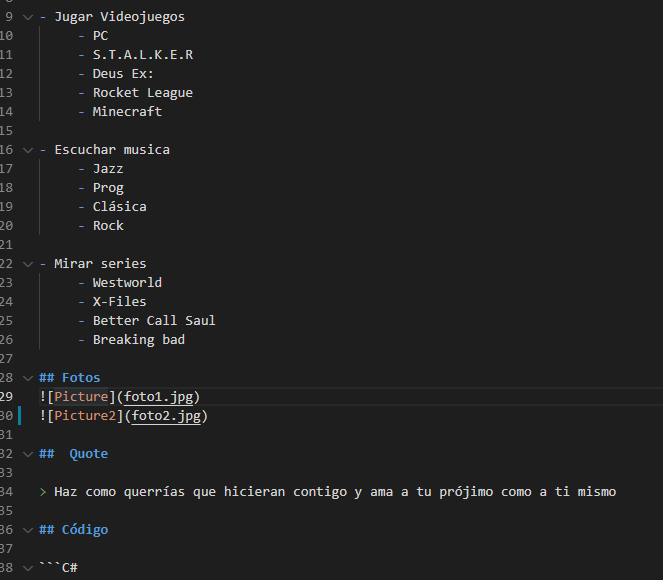 9 - Jugar Videojuegos
10 - PC
11 - S.T.A.L.K.E.R
12 - Deus Ex:
13 - Rocket League
14 - Minecraft
15
16 - Escuchar musica
17 - Jazz
18 - Prog
19 - Clásica
20 - Rock
21
22 - Mirar series
23 - Westworld
24 - X-Files
25 - Better Call Saul
26 - Breaking bad
27
28 ## Fotos
29 ![Picture](foto1.jpg)
30 ![Picture2](foto2.jpg)
31
32 ##  Quote
33
34 > Haz como querrías que hicieran contigo y ama a tu prójimo como a ti mismo
35
36 ## Código
37
38 ```C#